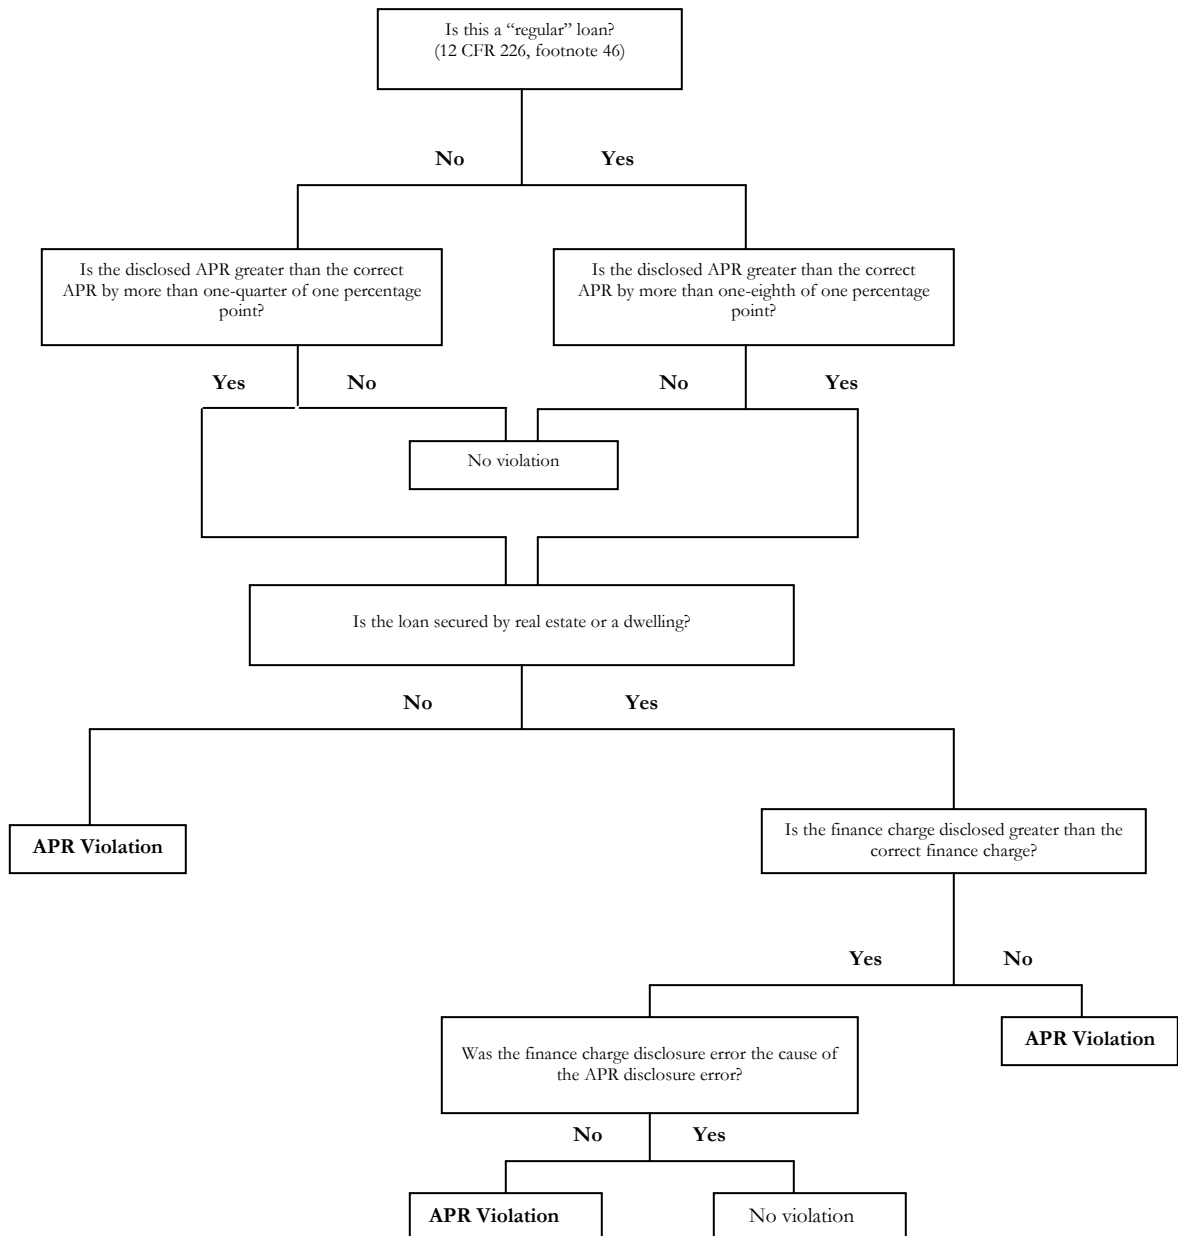 Is this a “regular” loan?
(12 CFR 226, footnote 46)
No
Yes
Is the disclosed APR greater than the correct
APR by more than one-quarter of one percentage
point?
Is the disclosed APR greater than the correct
APR by more than one-eighth of one percentage
point?
Yes
No
No
Yes
No violation
Is the loan secured by real estate or a dwelling?
No
Yes
APR Violation
Is the finance charge disclosed greater than the
correct finance charge?
Yes
No
Was the finance charge disclosure error the cause of
the APR disclosure error?
APR Violation
No
Yes
APR Violation
No violation